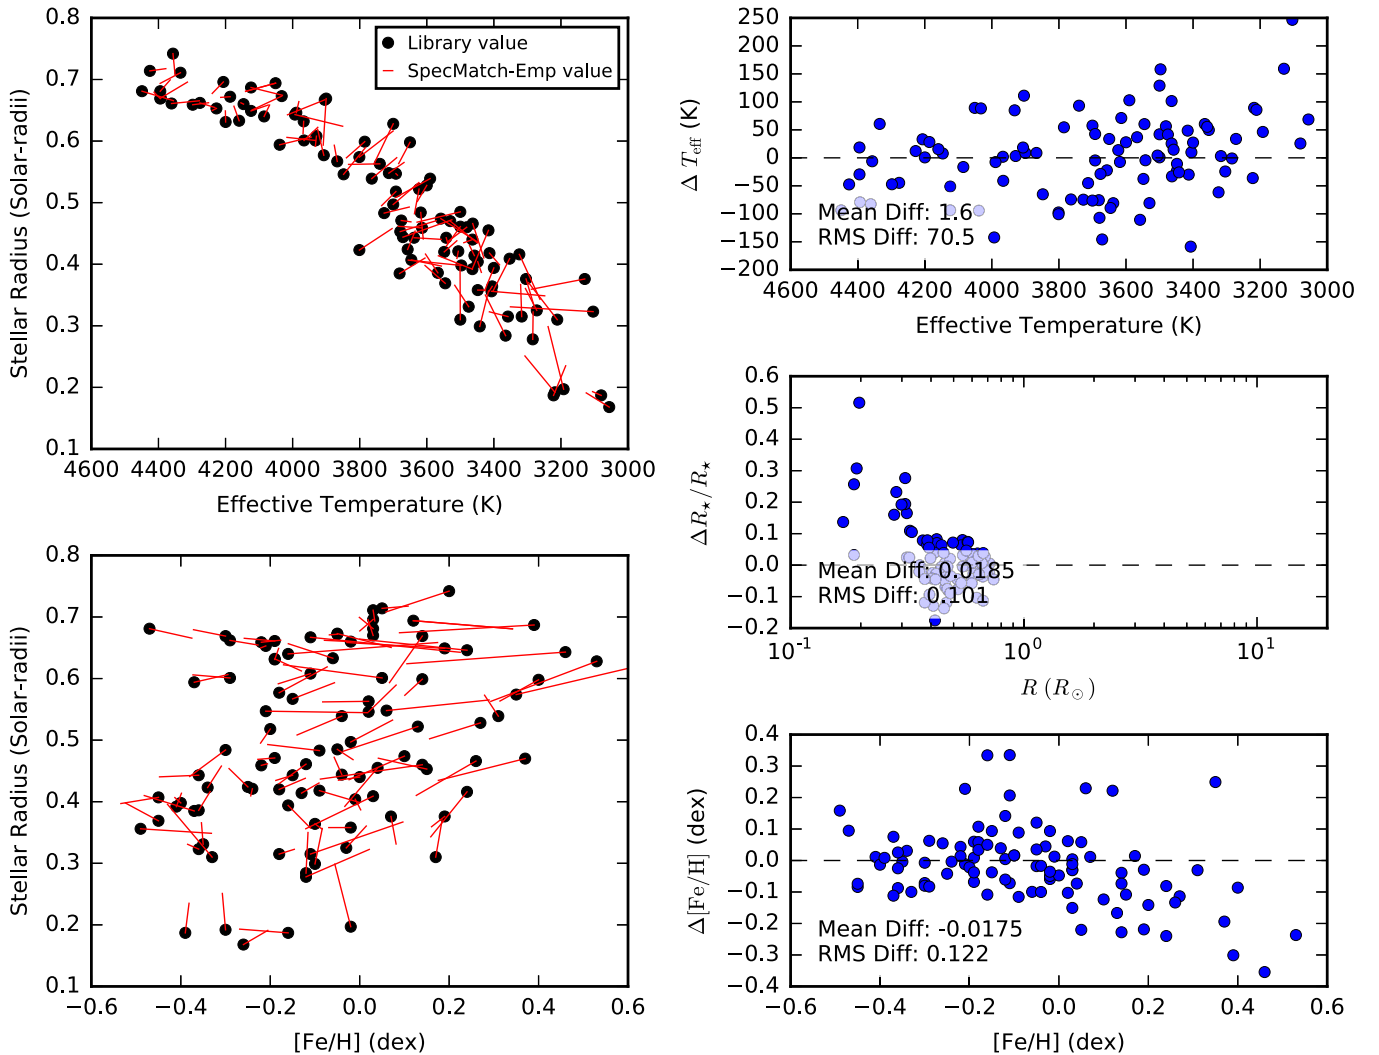 0.8
0.7
0.6
0.5
0.4
0.3
0.2
0.1
Stellar Radius (Solar-radii)
Library value
SpecMatch-Emp value
4600 4400 4200 4000 3800 3600 3400 3200 3000
Effective Temperature (K)
250
200
150
100
50
0
−50
−100
−150
−200
Δ T_eff (K)
Mean Diff: 1.6
RMS Diff: 70.5
4600 4400 4200 4000 3800 3600 3400 3200 3000
Effective Temperature (K)
0.6
0.5
0.4
0.3
0.2
0.1
0.0
−0.1
−0.2
ΔR⋆/R⋆
Mean Diff: 0.0185
RMS Diff: 0.101
10⁻¹ 10⁰ 10¹
R (R⊙)
0.8
0.7
0.6
0.5
0.4
0.3
0.2
0.1
Stellar Radius (Solar-radii)
−0.6 −0.4 −0.2 0.0 0.2 0.4 0.6
[Fe/H] (dex)
0.4
0.3
0.2
0.1
0.0
−0.1
−0.2
−0.3
−0.4
Δ[Fe/H] (dex)
Mean Diff: -0.0175
RMS Diff: 0.122
−0.6 −0.4 −0.2 0.0 0.2 0.4 0.6
[Fe/H] (dex)